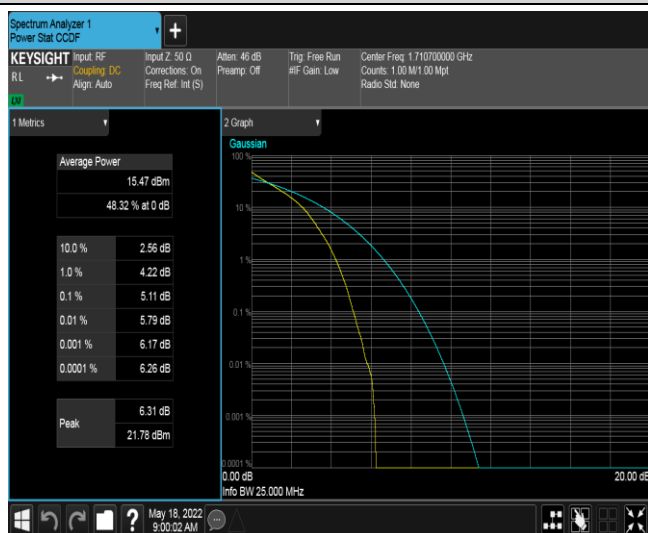 Spectrum Analyzer 1
Power Stat CCDF
+
KEYSIGHT
RL
LXI
Input: RF
Coupling: DC
Align: Auto
Input Z: 50 Ω
Corrections: On
Freq Ref: Int (S)
Atten: 46 dB
Preamp: Off
Trig: Free Run
#IF Gain: Low
Center Freq: 1.710700000 GHz
Counts: 1.00 M/1.00 Mpt
Radio Std: None
1 Metrics
Average Power
15.47 dBm
48.32 % at 0 dB
10.0 % 2.56 dB
1.0 % 4.22 dB
0.1 % 5.11 dB
0.01 % 5.79 dB
0.001 % 6.17 dB
0.0001 % 6.26 dB
Peak
6.31 dB
21.78 dBm
2 Graph
Gaussian
100 %
10 %
1 %
0.1 %
0.01 %
0.001 %
0.0001 %
0.00 dB 20.00 dB
Info BW 25.000 MHz
?
May 18, 2022
9:00:02 AM